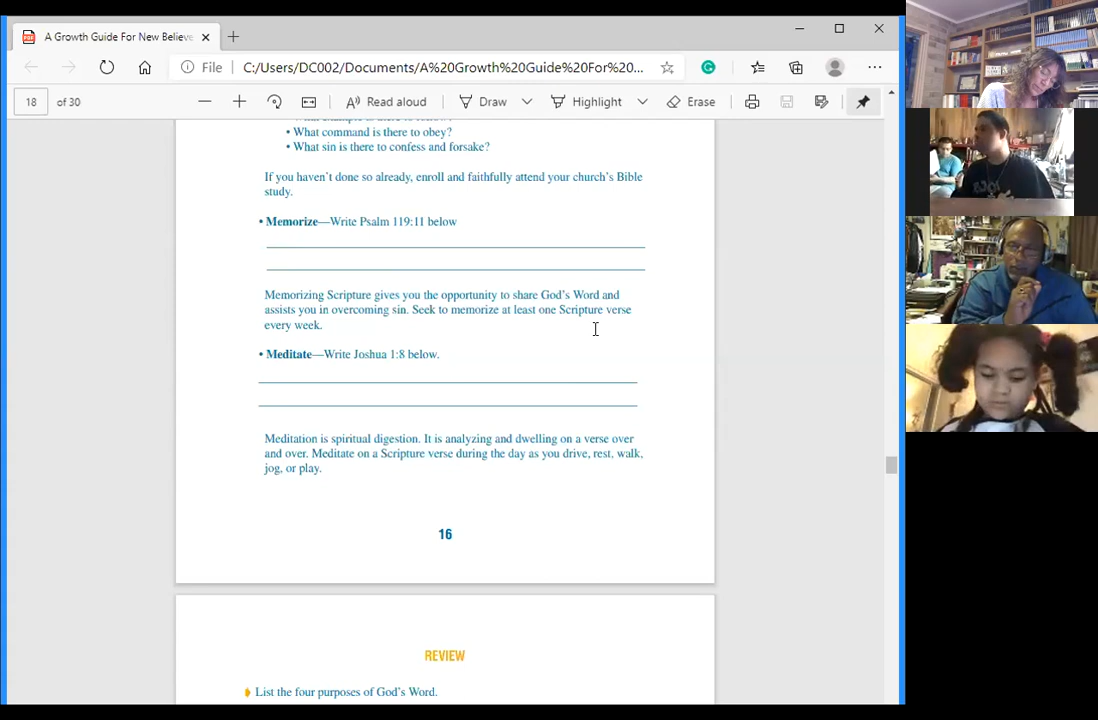 A Growth Guide For New Believe
File C:/Users/DC002/Documents/A%20Growth%20Guide%20For%20...
18 of 30 Read aloud Draw Highlight Erase
• What command is there to obey?
• What sin is there to confess and forsake?
If you haven't done so already, enroll and faithfully attend your church's Bible
study.
• Memorize—Write Psalm 119:11 below
Memorizing Scripture gives you the opportunity to share God's Word and
assists you in overcoming sin. Seek to memorize at least one Scripture verse
every week.
• Meditate—Write Joshua 1:8 below.
Meditation is spiritual digestion. It is analyzing and dwelling on a verse over
and over. Meditate on a Scripture verse during the day as you drive, rest, walk,
jog, or play.
16
REVIEW
List the four purposes of God's Word.